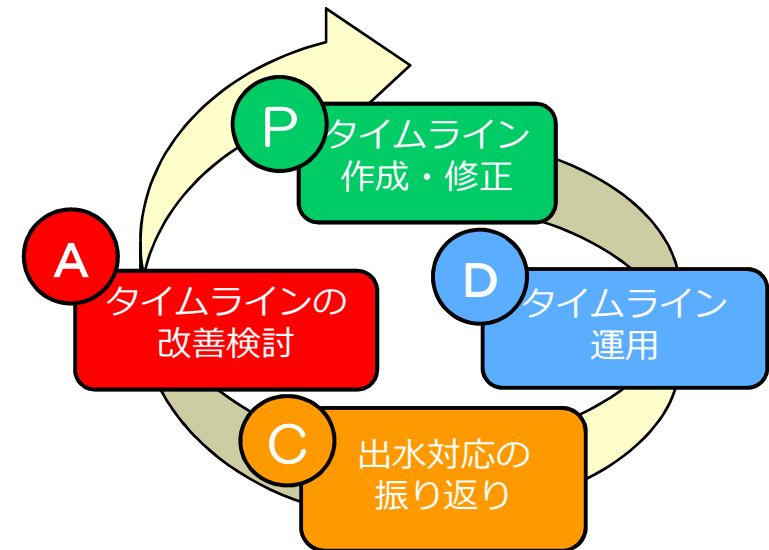 P
タイムライン
作成・修正
D
タイムライン
運用
C
出水対応の
振り返り
A
タイムラインの
改善検討